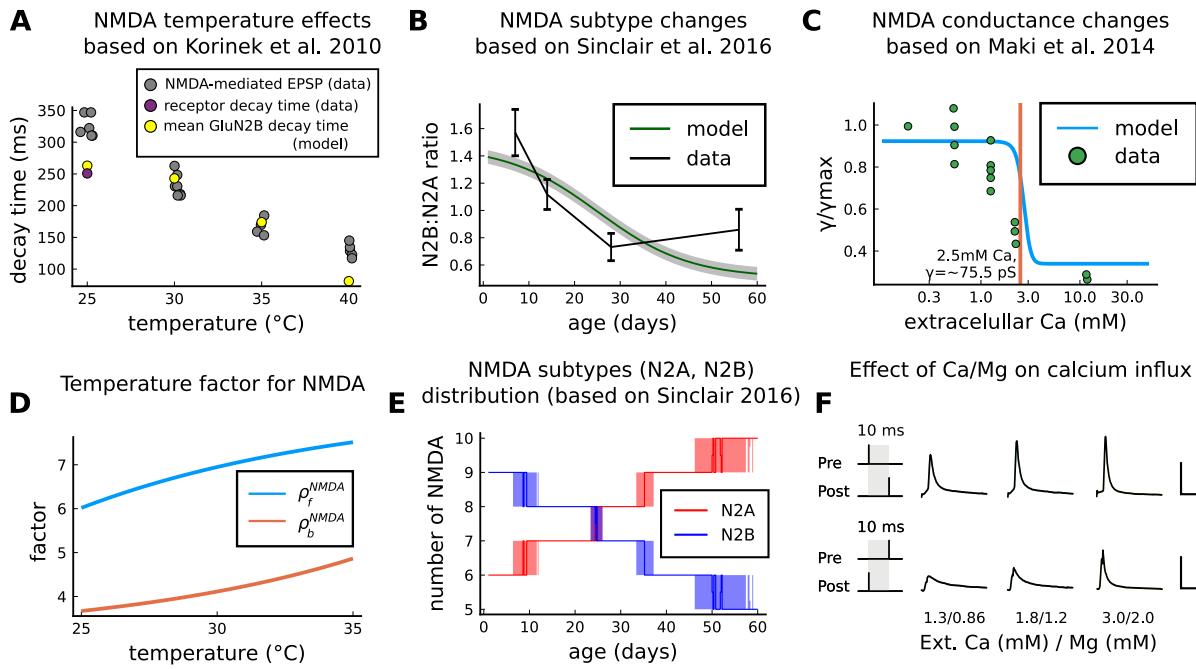 A
NMDA temperature effects
based on Korinek et al. 2010
NMDA-mediated EPSP (data)
receptor decay time (data)
mean GluN2B decay time
(model)
350
300
250
200
150
100
decay time (ms)
25
30
35
40
temperature (°C)
B
NMDA subtype changes
based on Sinclair et al. 2016
model
data
1.6
1.4
1.2
1.0
0.8
0.6
N2B:N2A ratio
0
10
20
30
40
50
60
age (days)
C
NMDA conductance changes
based on Maki et al. 2014
model
data
1.0
0.8
0.6
0.4
γ/γmax
2.5mM Ca,
γ=~75.5 pS
0.3
1.0
3.0
10.0
30.0
extracelullar Ca (mM)
D
Temperature factor for NMDA
7
6
5
4
factor
ρ_f^NMDA
ρ_b^NMDA
25
30
35
temperature (°C)
E
NMDA subtypes (N2A, N2B)
distribution (based on Sinclair 2016)
10
9
8
7
6
5
number of NMDA
N2A
N2B
0
10
20
30
40
50
60
age (days)
Effect of Ca/Mg on calcium influx
F
10 ms
Pre
Post
10 ms
Pre
Post
1.3/0.86
1.8/1.2
3.0/2.0
Ext. Ca (mM) / Mg (mM)